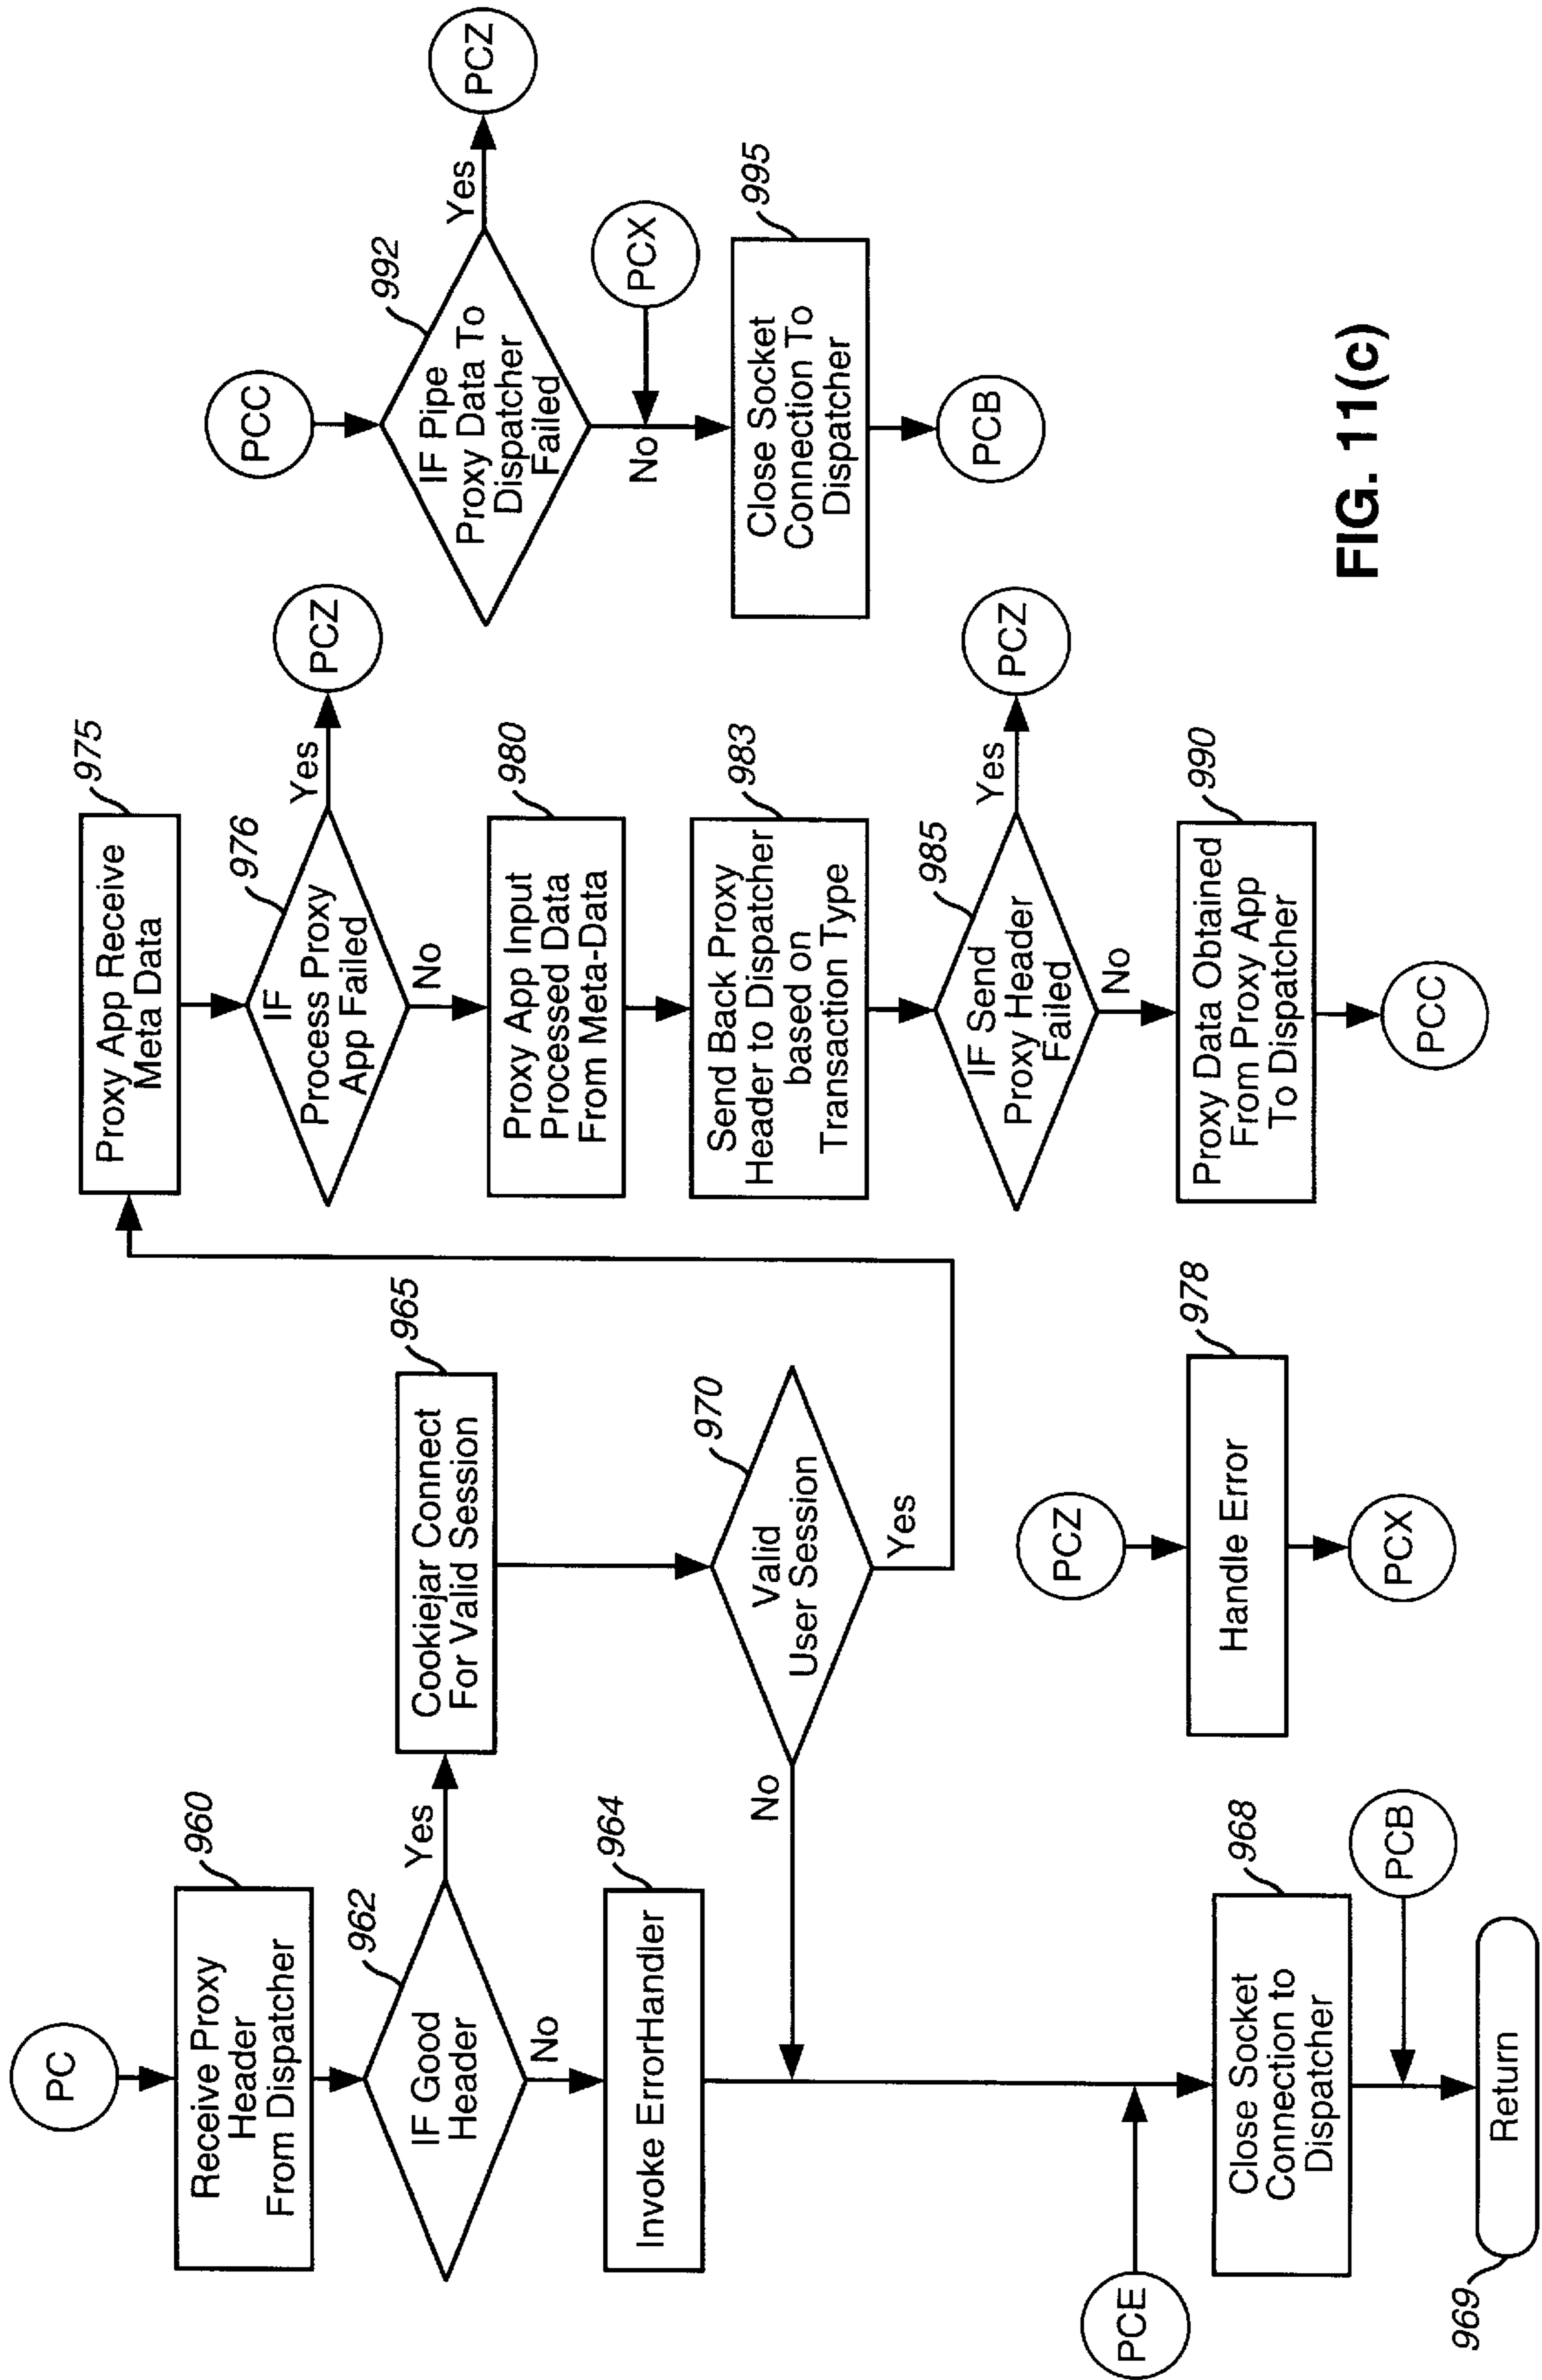 PC
960
Receive Proxy
Header
From Dispatcher
962
IF Good
Header
Yes
No
964
Invoke ErrorHandler
PCE
968
Close Socket
Connection to
Dispatcher
PCB
969
Return
965
Cookiejar Connect
For Valid Session
970
Valid
User Session
No
Yes
PCZ
978
Handle Error
PCX
975
Proxy App Receive
Meta Data
976
IF
Process Proxy
App Failed
Yes
PCZ
No
980
Proxy App Input
Processed Data
From Meta-Data
983
Send Back Proxy
Header to Dispatcher
based on
Transaction Type
985
IF Send
Proxy Header
Failed
Yes
PCZ
No
990
Proxy Data Obtained
From Proxy App
To Dispatcher
PCC
PCC
992
IF Pipe
Proxy Data To
Dispatcher
Failed
Yes
PCZ
No
PCX
995
Close Socket
Connection To
Dispatcher
PCB
FIG. 11(c)